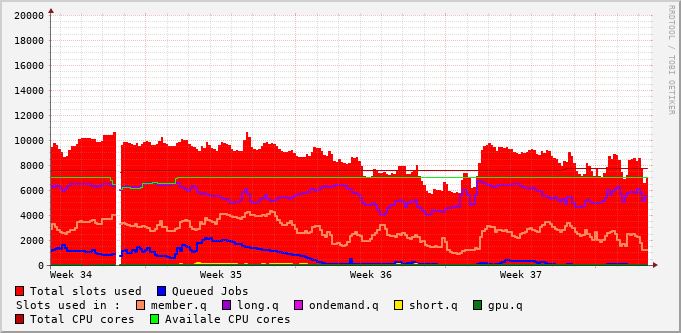 RRDTOOL / TOBI OETIKER
20000
18000
16000
14000
12000
10000
8000
6000
4000
2000
0
Week 34 Week 35 Week 36 Week 37
Total slots used Queued Jobs
Slots used in : member.q long.q ondemand.q short.q gpu.q
Total CPU cores Availale CPU cores